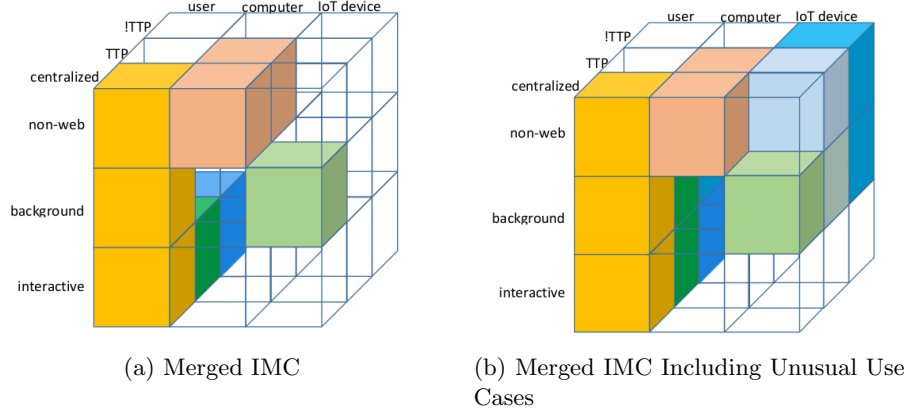 user computer IoT device
!TTP
TTP
centralized
non-web
background
interactive
(a) Merged IMC
user computer IoT device
!TTP
TTP
centralized
non-web
background
interactive
(b) Merged IMC Including Unusual Use
Cases